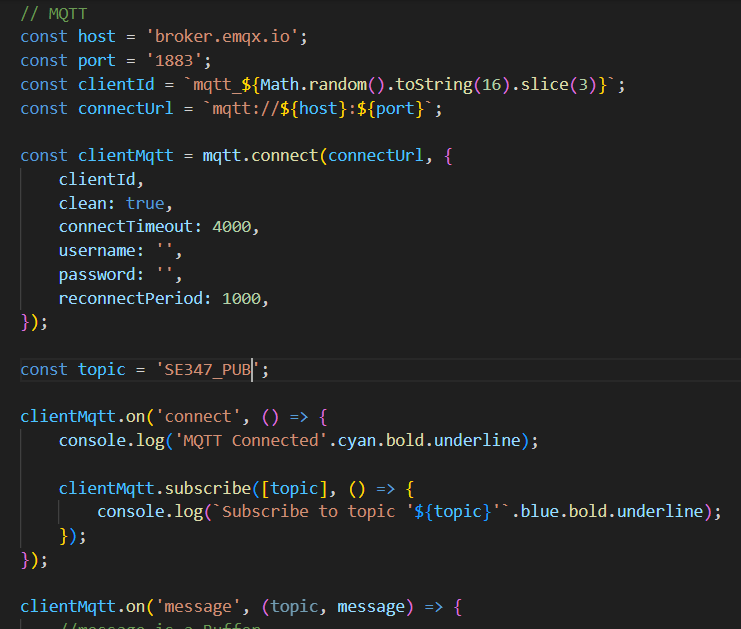 // MQTT
const host = 'broker.emqx.io';
const port = '1883';
const clientId = `mqtt_${Math.random().toString(16).slice(3)}`;
const connectUrl = `mqtt://${host}:${port}`;
const clientMqtt = mqtt.connect(connectUrl, {
    clientId,
    clean: true,
    connectTimeout: 4000,
    username: '',
    password: '',
    reconnectPeriod: 1000,
});
const topic = 'SE347_PUB';
clientMqtt.on('connect', () => {
    console.log('MQTT Connected'.cyan.bold.underline);
    clientMqtt.subscribe([topic], () => {
        console.log(`Subscribe to topic '${topic}'`.blue.bold.underline);
    });
});
clientMqtt.on('message', (topic, message) => {
    //message is a Buffer